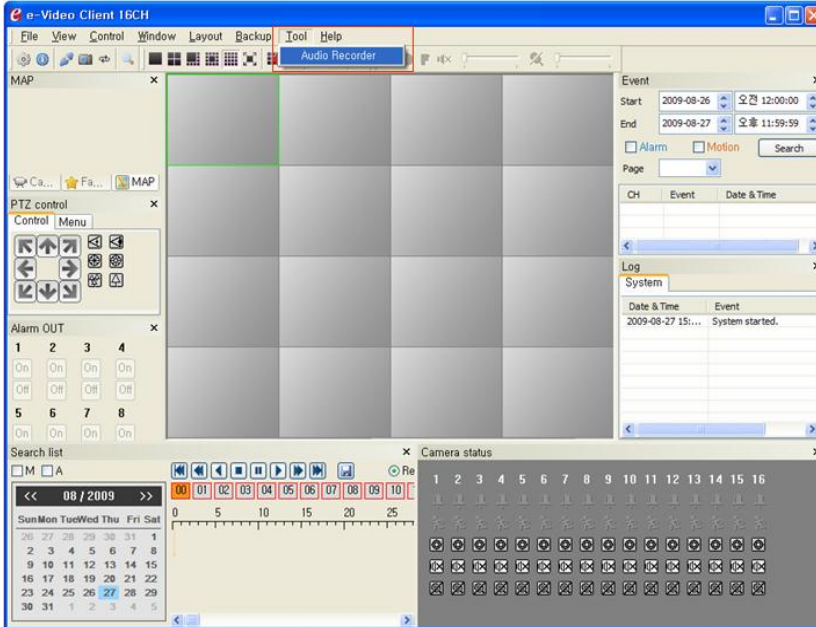 e-Video Client 16CH
File View Control Window Layout Backup Tool Help
Audio Recorder
MAP
Ca... Fa... MAP
PTZ control
Control Menu
Alarm OUT
1 2 3 4
On On On On
Off Off Off Off
5 6 7 8
On On On On
Event
Start 2009-08-26 오전 12:00:00
End 2009-08-27 오후 11:59:59
Alarm Motion Search
Page
CH Event Date & Time
Log
System
Date & Time Event
2009-08-27 15:... System started.
Search list
M A
<< 08 / 2009 >>
Sun Mon Tue Wed Thu Fri Sat
26 27 28 29 30 31 1
2 3 4 5 6 7 8
9 10 11 12 13 14 15
16 17 18 19 20 21 22
23 24 25 26 27 28 29
30 31 1 2 3 4 5
Re
00 01 02 03 04 05 06 07 08 09 10
0 5 10 15 20 25
Camera status
1 2 3 4 5 6 7 8 9 10 11 12 13 14 15 16